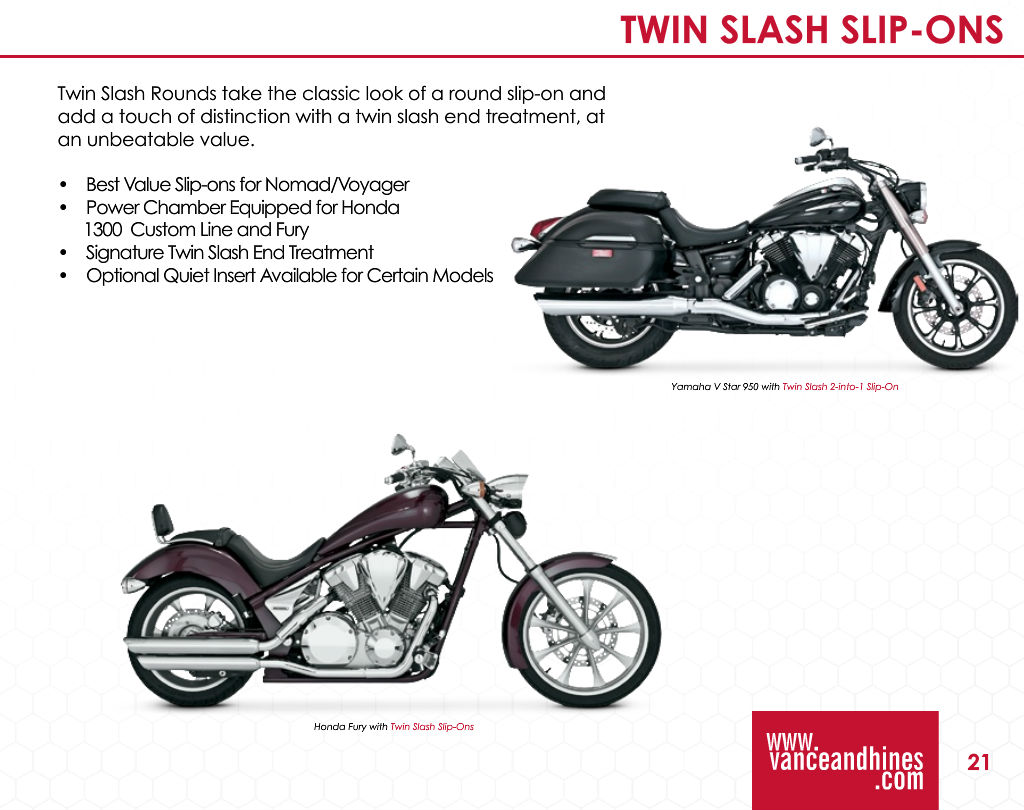 TWIN SLASH SLIP-ONS
Twin Slash Rounds take the classic look of a round slip-on and
add a touch of distinction with a twin slash end treatment, at
an unbeatable value.
• Best Value Slip-ons for Nomad/Voyager
• Power Chamber Equipped for Honda
1300 Custom Line and Fury
• Signature Twin Slash End Treatment
• Optional Quiet Insert Available for Certain Models
Yamaha V Star 950 with Twin Slash 2-into-1 Slip-On
Honda Fury with Twin Slash Slip-Ons
www.
vanceandhines
.com
21